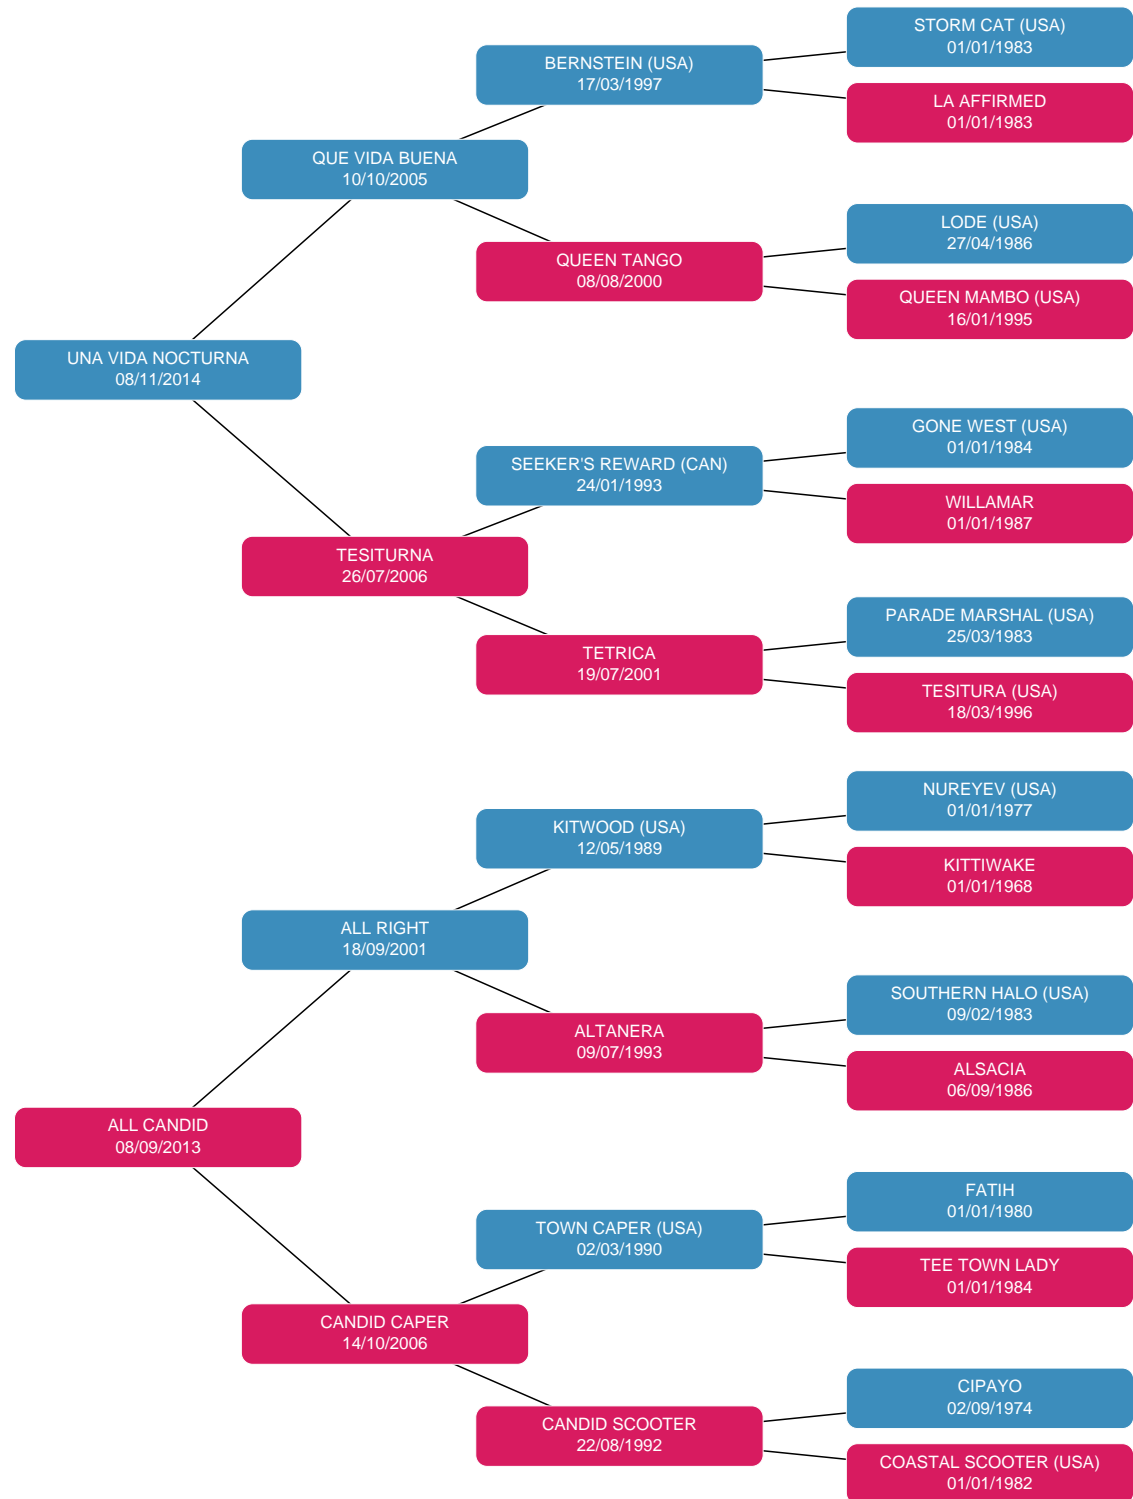 STORM CAT (USA)
01/01/1983
BERNSTEIN (USA)
17/03/1997
LA AFFIRMED
01/01/1983
QUE VIDA BUENA
10/10/2005
LODE (USA)
27/04/1986
QUEEN TANGO
08/08/2000
QUEEN MAMBO (USA)
16/01/1995
UNA VIDA NOCTURNA
08/11/2014
GONE WEST (USA)
01/01/1984
SEEKER'S REWARD (CAN)
24/01/1993
WILLAMAR
01/01/1987
TESITURNA
26/07/2006
PARADE MARSHAL (USA)
25/03/1983
TETRICA
19/07/2001
TESITURA (USA)
18/03/1996
NUREYEV (USA)
01/01/1977
KITWOOD (USA)
12/05/1989
KITTIWAKE
01/01/1968
ALL RIGHT
18/09/2001
SOUTHERN HALO (USA)
09/02/1983
ALTANERA
09/07/1993
ALSACIA
06/09/1986
ALL CANDID
08/09/2013
FATIH
01/01/1980
TOWN CAPER (USA)
02/03/1990
TEE TOWN LADY
01/01/1984
CANDID CAPER
14/10/2006
CIPAYO
02/09/1974
CANDID SCOOTER
22/08/1992
COASTAL SCOOTER (USA)
01/01/1982